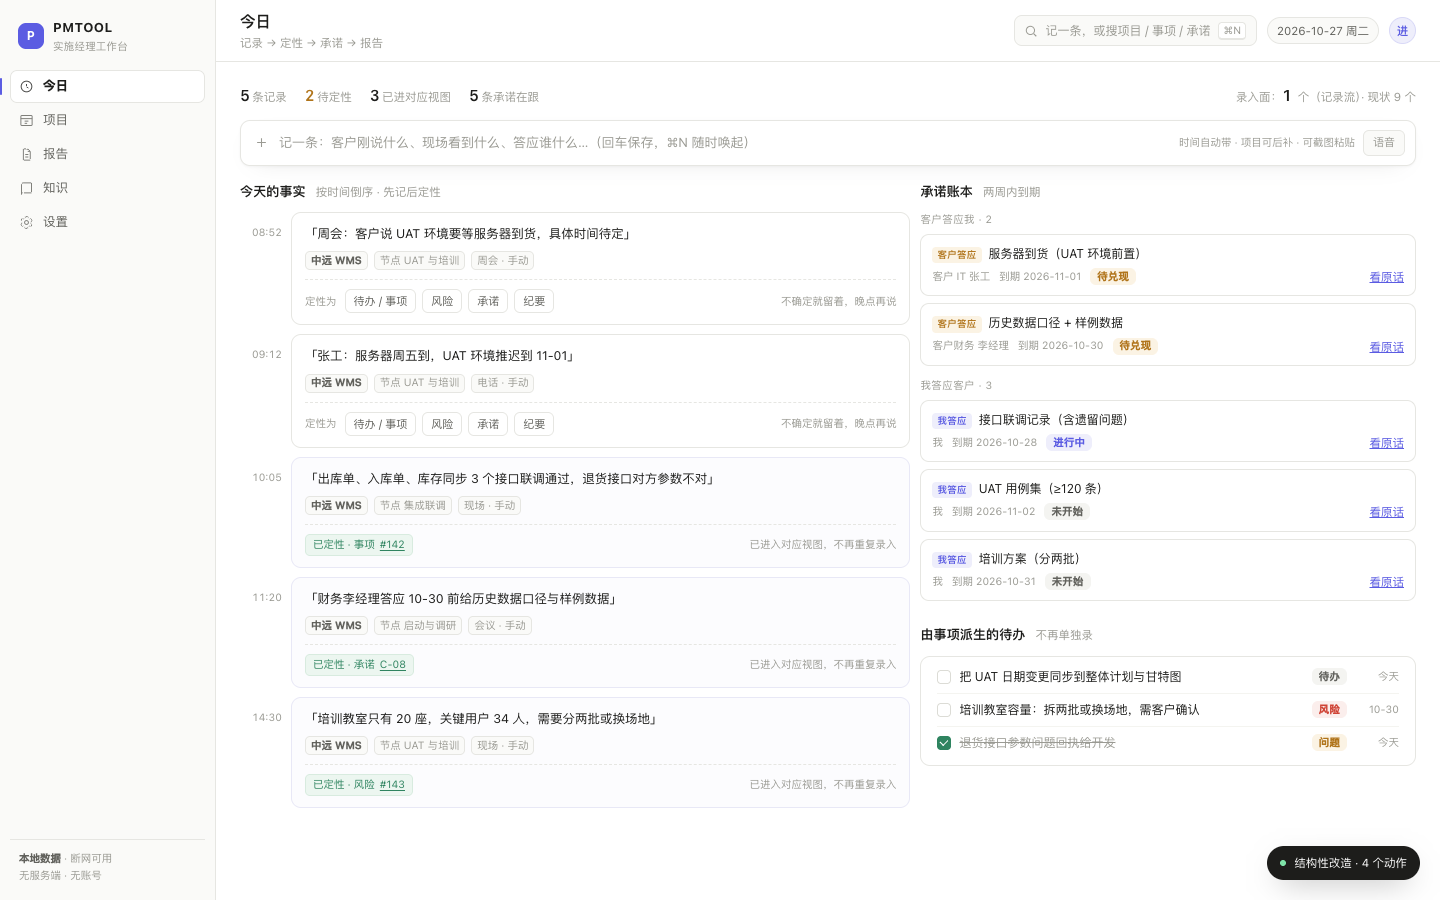 P
PMTOOL
实施经理工作台
今日
项目
报告
知识
设置
本地数据 · 断网可用
无服务端 · 无账号
今日
记录 → 定性 → 承诺 → 报告
记一条，或搜项目 / 事项 / 承诺 ⌘N
2026-10-27 周二
进
5 条记录 2 待定性 3 已进对应视图 5 条承诺在跟
录入面：1 个（记录流）· 现状 9 个
+ 记一条：客户刚说什么、现场看到什么、答应谁什么…（回车保存，⌘N 随时唤起）
时间自动带 · 项目可后补 · 可截图粘贴 语音
今天的事实 按时间倒序 · 先记后定性
08:52
「周会：客户说 UAT 环境要等服务器到货，具体时间待定」
中远 WMS 节点 UAT 与培训 周会 · 手动
定性为 待办 / 事项 风险 承诺 纪要 不确定就留着，晚点再说
09:12
「张工：服务器周五到，UAT 环境推迟到 11-01」
中远 WMS 节点 UAT 与培训 电话 · 手动
定性为 待办 / 事项 风险 承诺 纪要 不确定就留着，晚点再说
10:05
「出库单、入库单、库存同步 3 个接口联调通过，退货接口对方参数不对」
中远 WMS 节点 集成联调 现场 · 手动
已定性 · 事项 #142 已进入对应视图，不再重复录入
11:20
「财务李经理答应 10-30 前给历史数据口径与样例数据」
中远 WMS 节点 启动与调研 会议 · 手动
已定性 · 承诺 C-08 已进入对应视图，不再重复录入
14:30
「培训教室只有 20 座，关键用户 34 人，需要分两批或换场地」
中远 WMS 节点 UAT 与培训 现场 · 手动
已定性 · 风险 #143 已进入对应视图，不再重复录入
承诺账本 两周内到期
客户答应我 · 2
客户答应 服务器到货（UAT 环境前置）
客户 IT 张工 到期 2026-11-01 待兑现 看原话
客户答应 历史数据口径 + 样例数据
客户财务 李经理 到期 2026-10-30 待兑现 看原话
我答应客户 · 3
我答应 接口联调记录（含遗留问题）
我 到期 2026-10-28 进行中 看原话
我答应 UAT 用例集（≥120 条）
我 到期 2026-11-02 未开始 看原话
我答应 培训方案（分两批）
我 到期 2026-10-31 未开始 看原话
由事项派生的待办 不再单独录
把 UAT 日期变更同步到整体计划与甘特图 待办 今天
培训教室容量：拆两批或换场地，需客户确认 风险 10-30
退货接口参数问题回执给开发 问题 今天
结构性改造 · 4 个动作